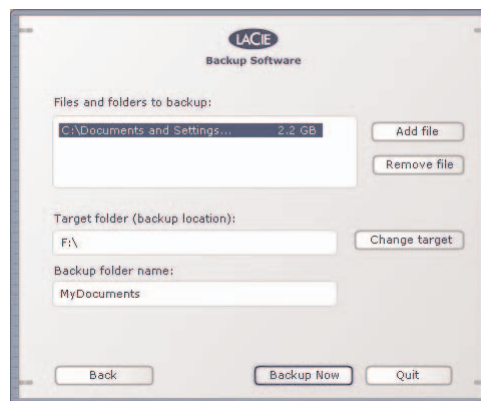 LACIE
Backup Software
Files and folders to backup:
C:\Documents and Settings... 2.2 GB
Add file
Remove file
Target folder (backup location):
F:\
Change target
Backup folder name:
MyDocuments
Back
Backup Now
Quit